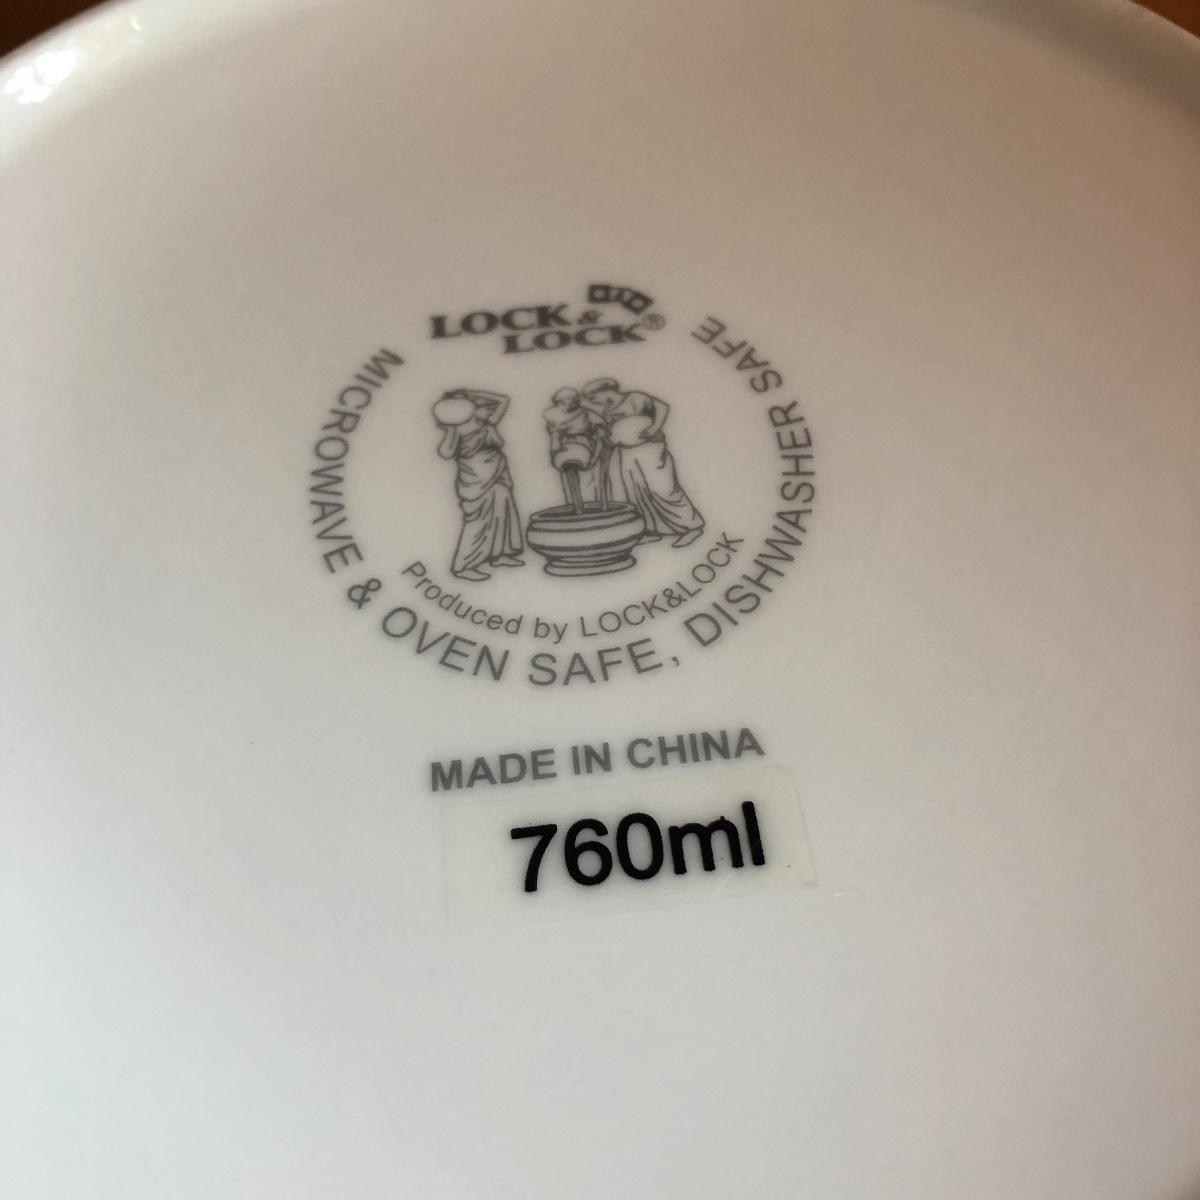 LOCK &
LOCK®
MICROWAVE & OVEN SAFE, DISHWASHER SAFE
Produced by LOCK&LOCK
MADE IN CHINA
760ml